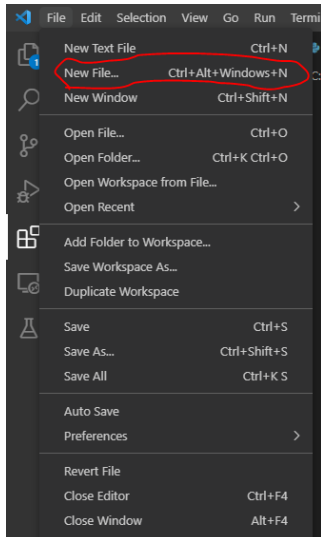 File Edit Selection View Go Run Termi
New Text File Ctrl+N
New File... Ctrl+Alt+Windows+N
New Window Ctrl+Shift+N
Open File... Ctrl+O
Open Folder... Ctrl+K Ctrl+O
Open Workspace from File...
Open Recent
Add Folder to Workspace...
Save Workspace As...
Duplicate Workspace
Save Ctrl+S
Save As... Ctrl+Shift+S
Save All Ctrl+K S
Auto Save
Preferences
Revert File
Close Editor Ctrl+F4
Close Window Alt+F4